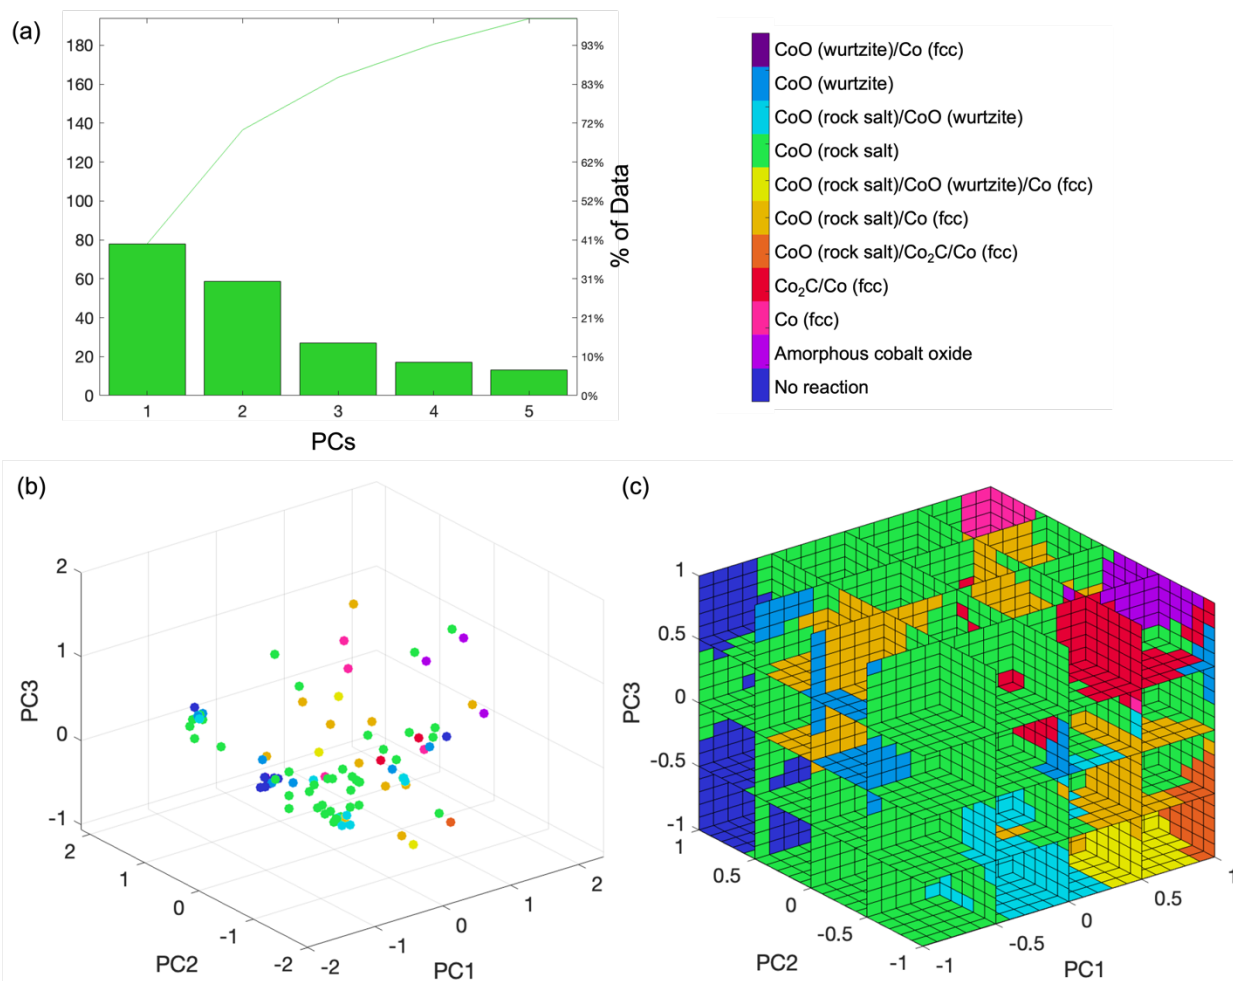 (a)
180
160
140
120
100
80
60
40
20
0
93%
83%
72%
62%
52%
41%
31%
21%
10%
0%
% of Data
1 2 3 4 5
PCs
CoO (wurtzite)/Co (fcc)
CoO (wurtzite)
CoO (rock salt)/CoO (wurtzite)
CoO (rock salt)
CoO (rock salt)/CoO (wurtzite)/Co (fcc)
CoO (rock salt)/Co (fcc)
CoO (rock salt)/Co₂C/Co (fcc)
Co₂C/Co (fcc)
Co (fcc)
Amorphous cobalt oxide
No reaction
(b)
2
1
0
-1
PC3
2
1
0
-1
-2
PC2
-2
-1
0
1
2
PC1
(c)
1
0.5
0
-0.5
-1
PC3
1
0.5
0
-0.5
-1
PC2
-1
-0.5
0
0.5
1
PC1